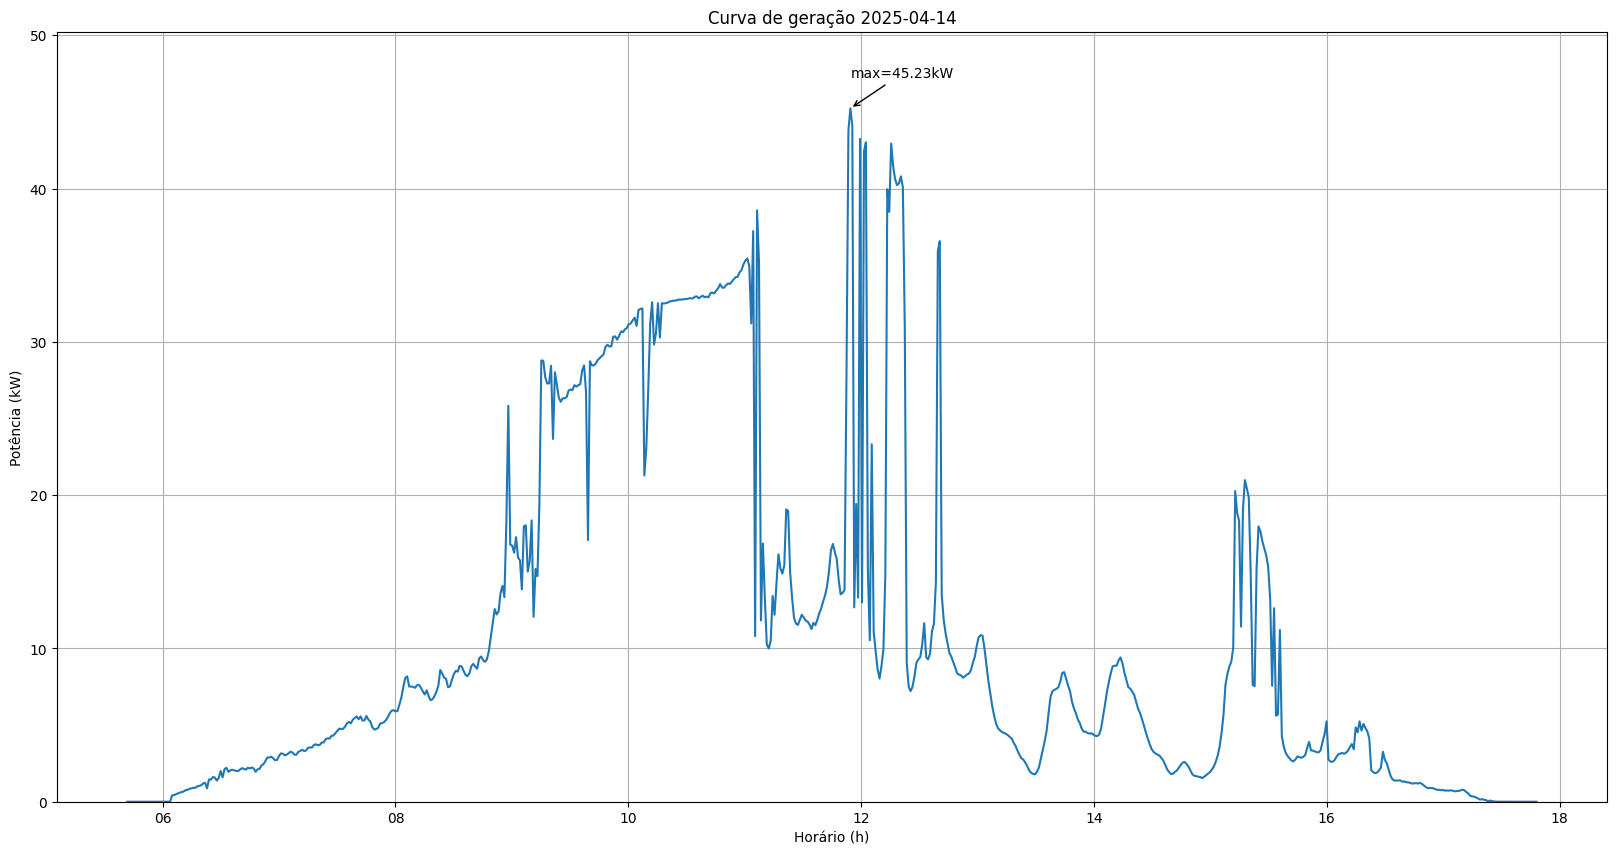 Curva de geração 2025-04-14
50
max=45.23kW
40
30
20
10
0
Potência (kW)
06 08 10 12 14 16 18
Horário (h)